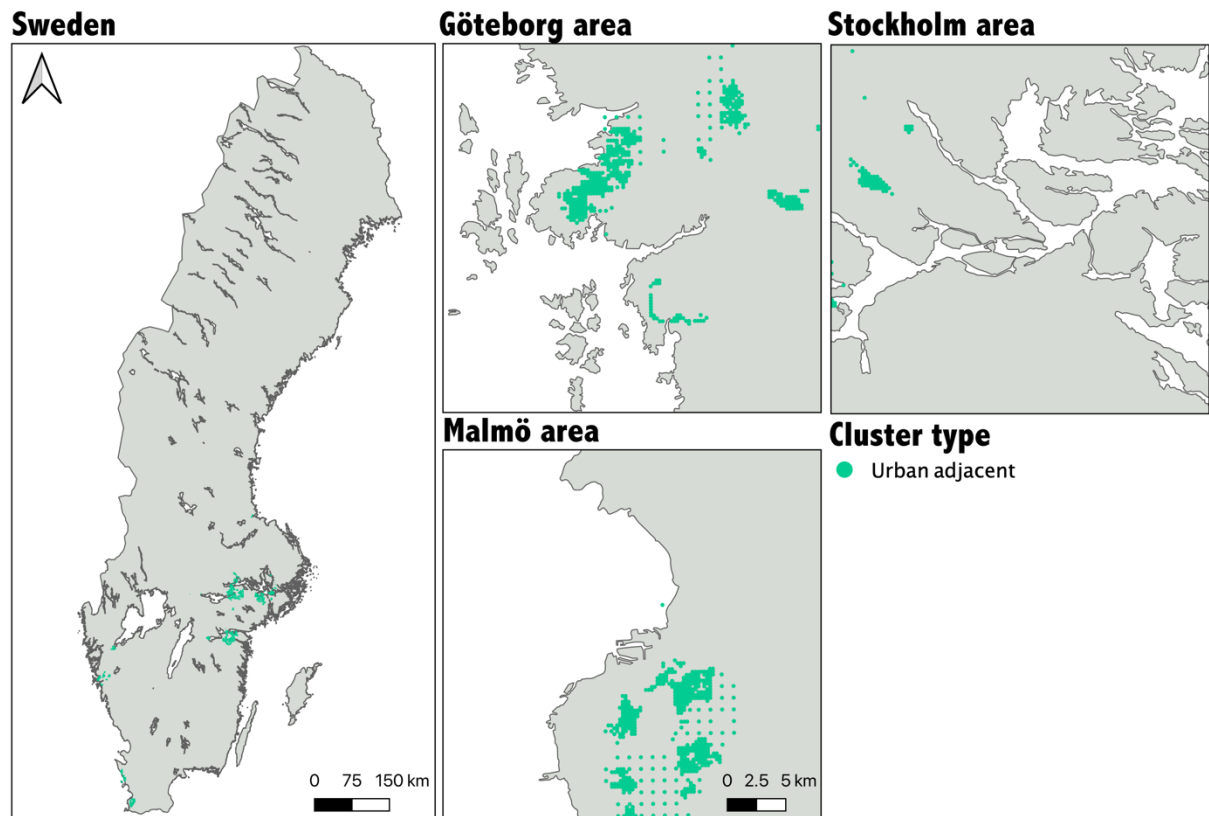 Sweden
Göteborg area
Stockholm area
0 75 150 km
Malmö area
0 2.5 5 km
Cluster type
Urban adjacent